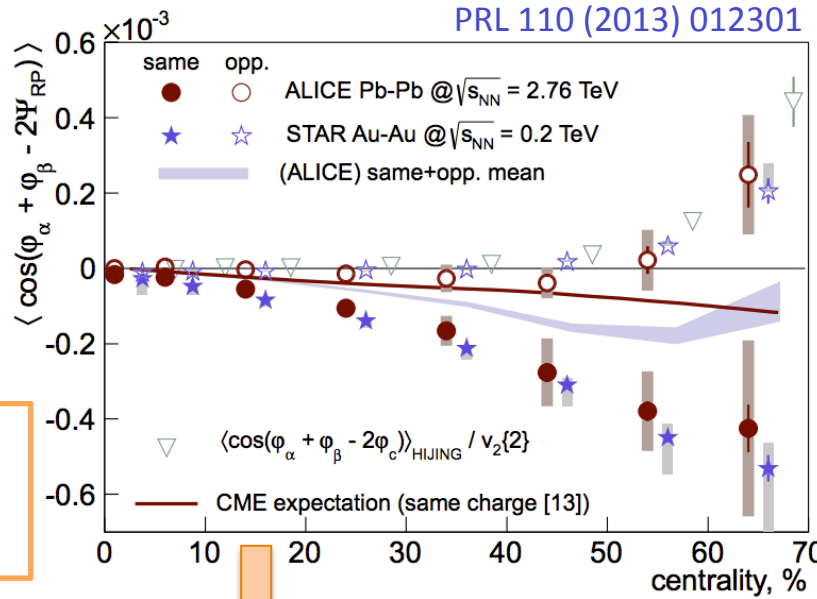 PRL 110 (2013) 012301
×10⁻³
same opp.
ALICE Pb-Pb @ √sNN = 2.76 TeV
STAR Au-Au @ √sNN = 0.2 TeV
(ALICE) same+opp. mean
⟨cos(φα + φβ - 2φc)⟩HIJING / v2{2}
CME expectation (same charge [13])
⟨ cos(φα + φβ - 2ΨRP) ⟩
0.6
0.4
0.2
0
-0.2
-0.4
-0.6
0 10 20 30 40 50 60 70
centrality, %